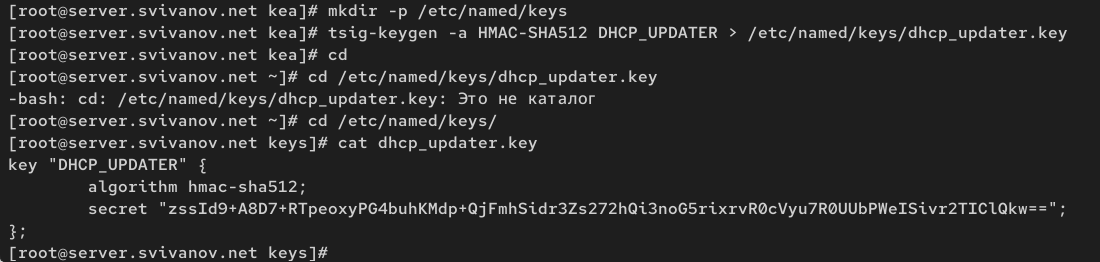 [root@server.svivanov.net kea]# mkdir -p /etc/named/keys
[root@server.svivanov.net kea]# tsig-keygen -a HMAC-SHA512 DHCP_UPDATER > /etc/named/keys/dhcp_updater.key
[root@server.svivanov.net kea]# cd
[root@server.svivanov.net ~]# cd /etc/named/keys/dhcp_updater.key
-bash: cd: /etc/named/keys/dhcp_updater.key: Это не каталог
[root@server.svivanov.net ~]# cd /etc/named/keys/
[root@server.svivanov.net keys]# cat dhcp_updater.key
key "DHCP_UPDATER" {
        algorithm hmac-sha512;
        secret "zssId9+A8D7+RTpeoxyPG4buhKMdp+QjFmhSidr3Zs272hQi3noG5rixrvR0cVyu7R0UUbPWeISivr2TIClQkw==";
};
[root@server.svivanov.net keys]#